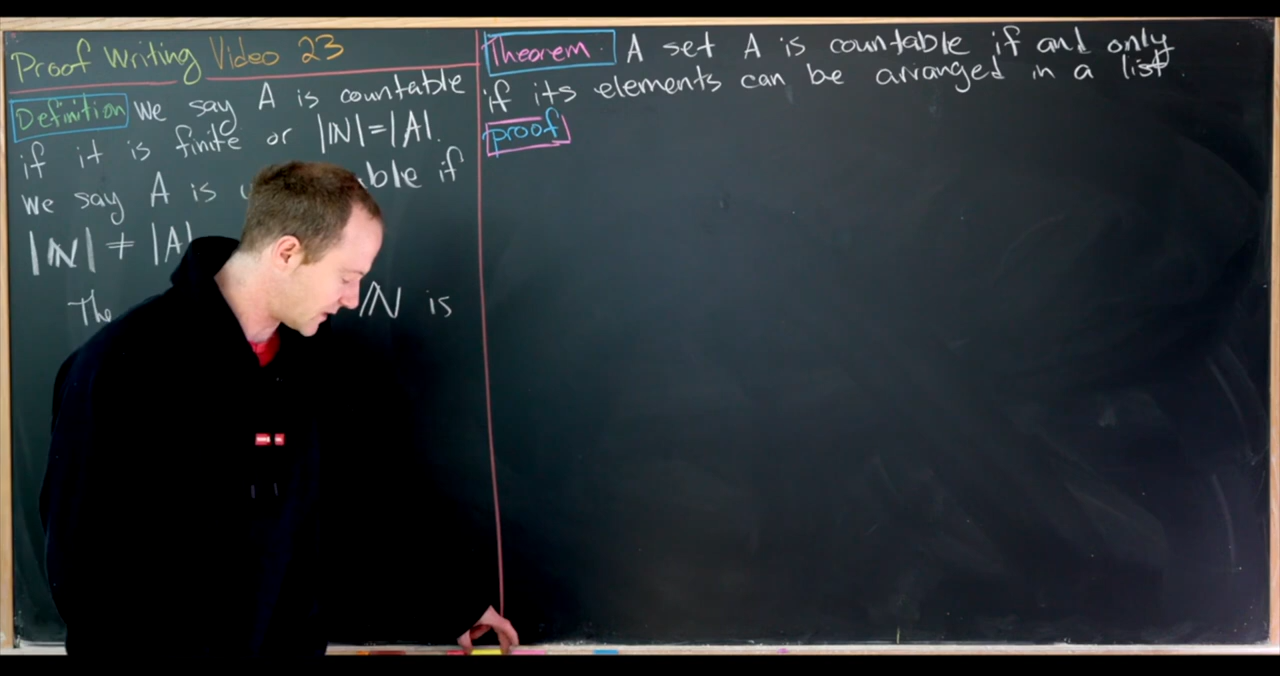 Proof Writing Video 23
Definition We say A is countable
if it is finite or |ℕ|=|A|.
We say A is if
|ℕ| ≠ |A|
The ℕ is
Theorem. A set A is countable if and only
if its elements can be arranged in a list.
proof